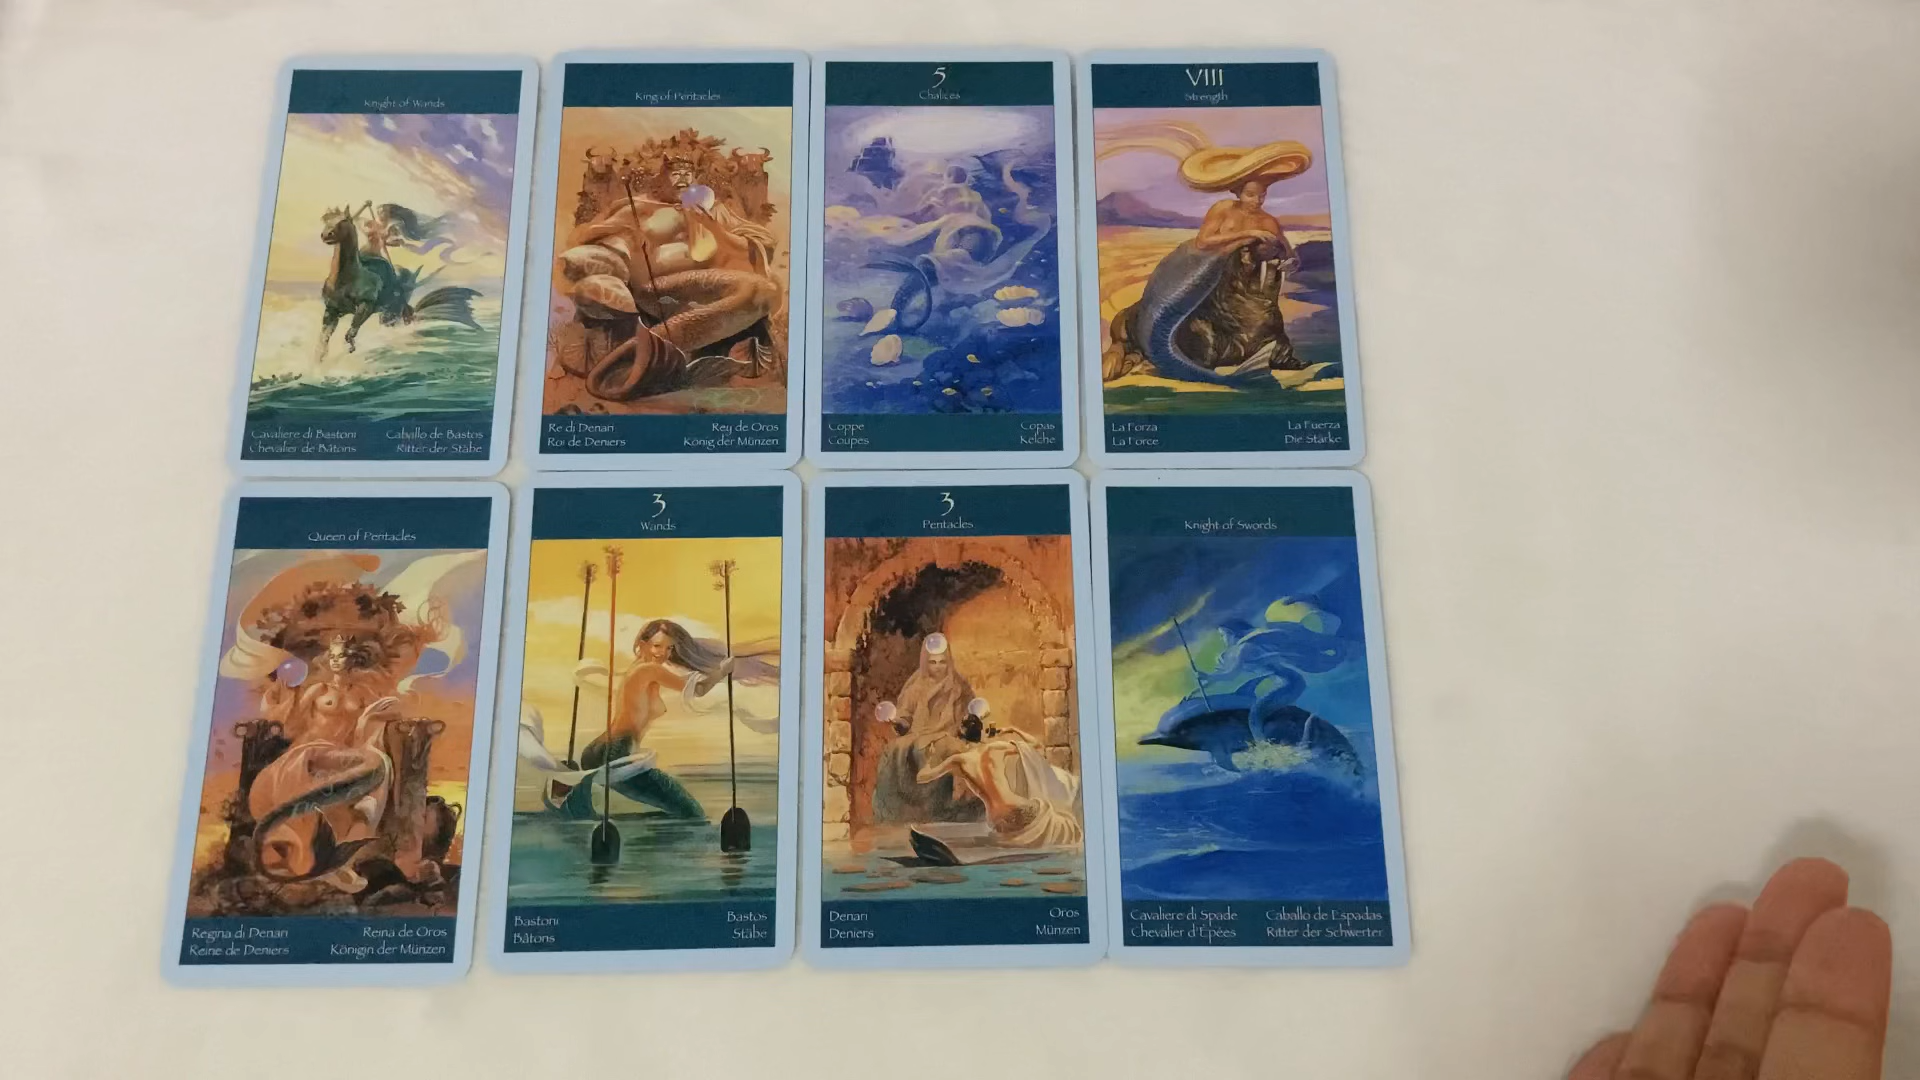 Knight of Wands
King of Pentacles
5
Chalices
VIII
Strength
Cavaliere di Bastoni Caballo de Bastos
Chevalier de Bâtons Ritter der Stäbe
Re di Denari Rey de Oros
Roi de Deniers König der Münzen
Coppe Copas
Coupes Kelche
La Forza La Fuerza
La Force Die Stärke
Queen of Pentacles
3
Wands
3
Pentacles
Knight of Swords
Regina di Denari Reina de Oros
Reine de Deniers Königin der Münzen
Bastoni Bastos
Bâtons Stäbe
Denari Oros
Deniers Münzen
Cavaliere di Spade Caballo de Espadas
Chevalier d'Epées Ritter der Schwerter